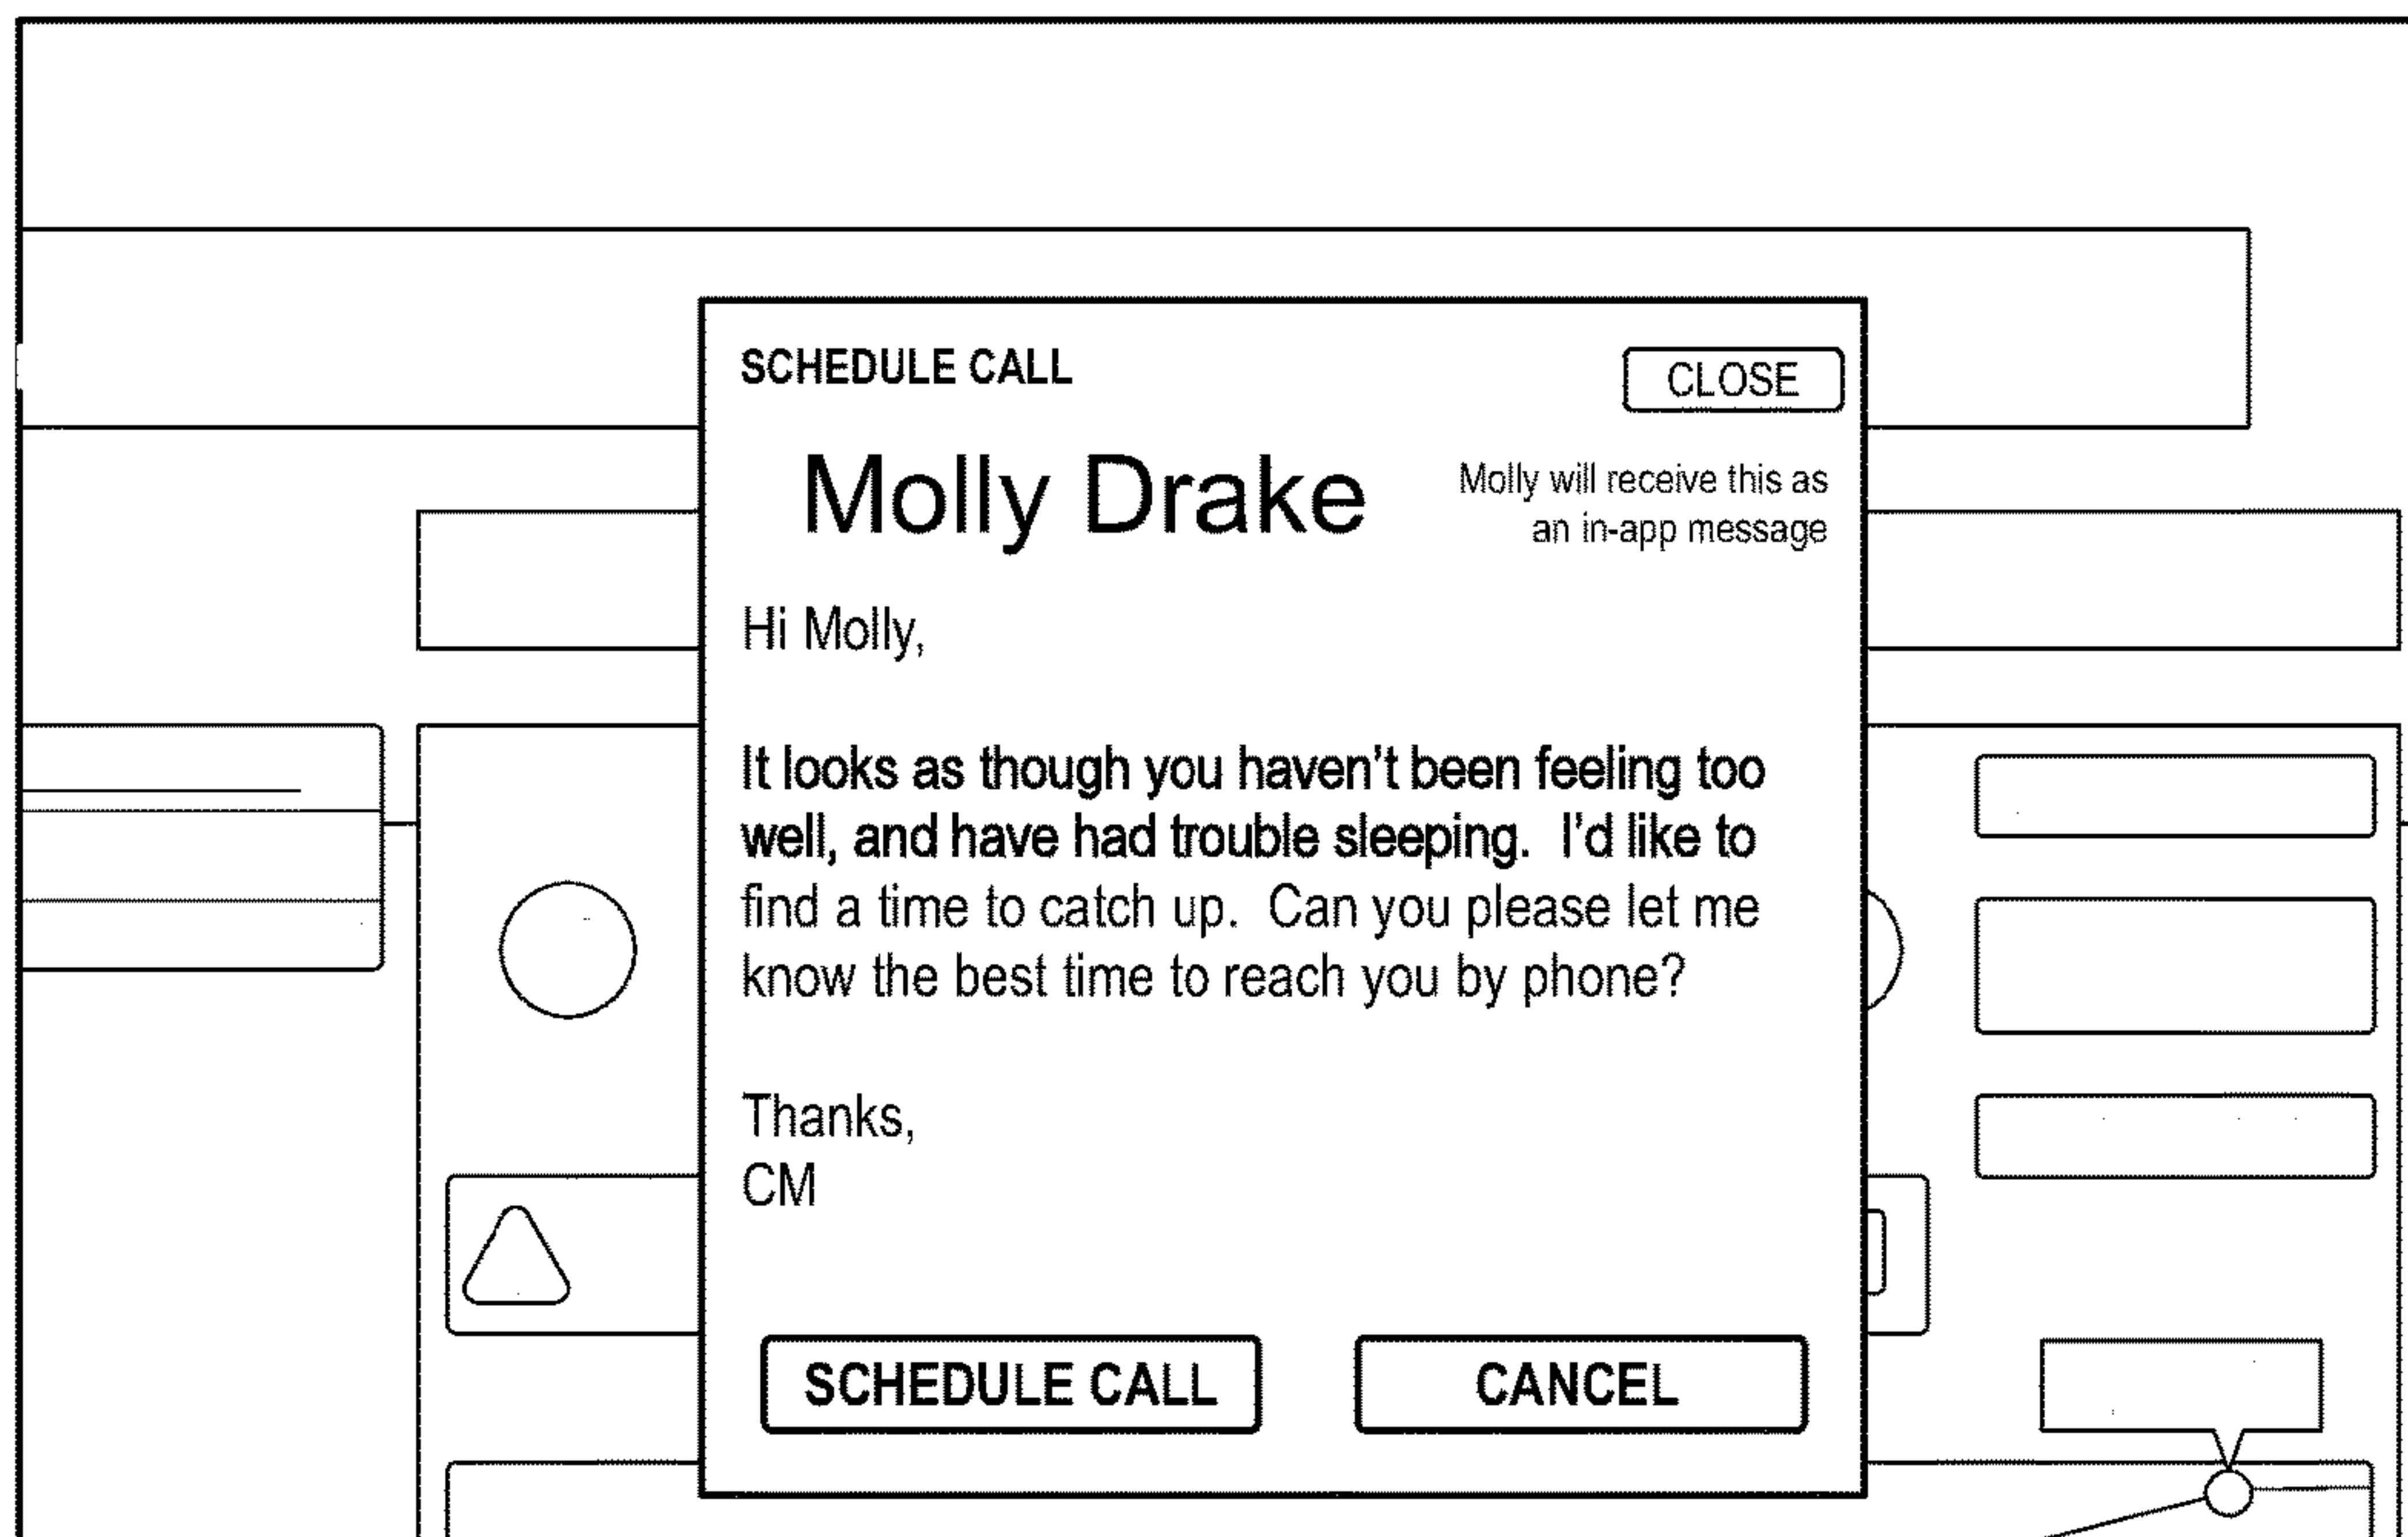 SCHEDULE CALL
CLOSE
Molly Drake
Molly will receive this as
an in-app message
Hi Molly,
It looks as though you haven't been feeling too
well, and have had trouble sleeping.  I'd like to
find a time to catch up.  Can you please let me
know the best time to reach you by phone?
Thanks,
CM
SCHEDULE CALL
CANCEL